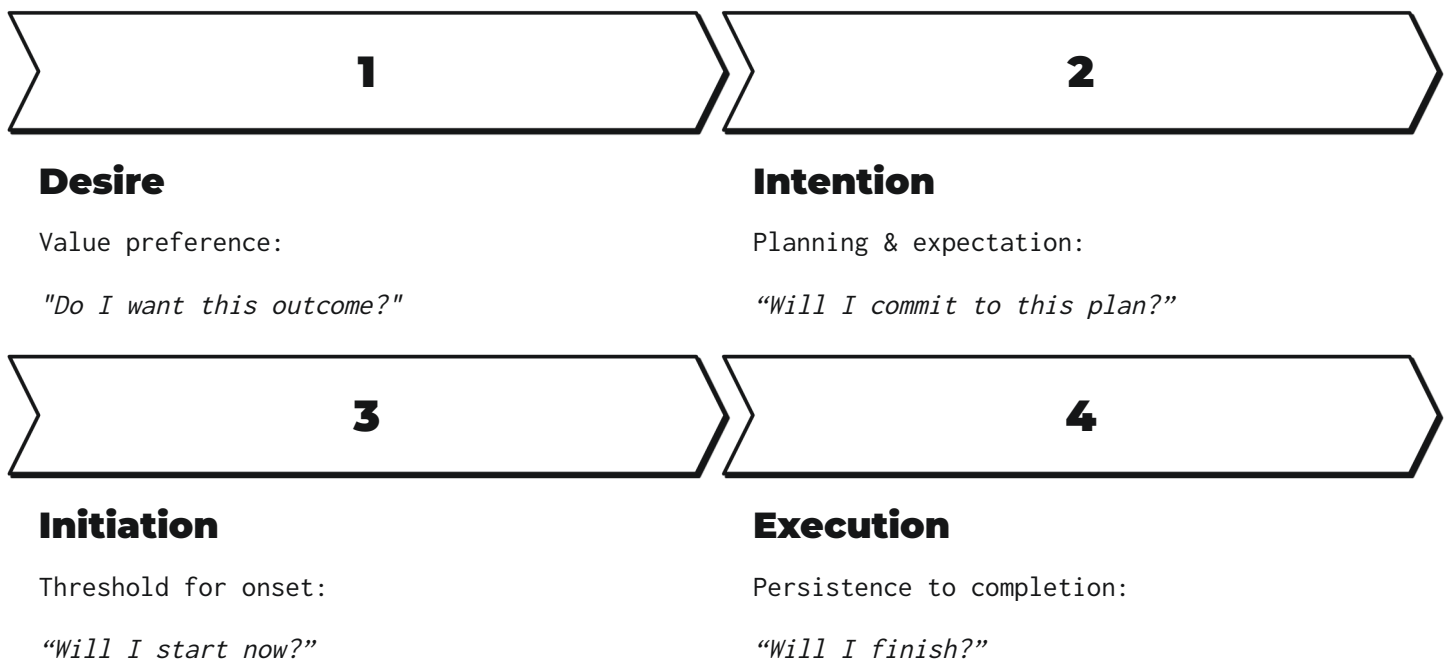 1
Desire
Value preference:
"Do I want this outcome?"
2
Intention
Planning & expectation:
“Will I commit to this plan?”
3
Initiation
Threshold for onset:
“Will I start now?”
4
Execution
Persistence to completion:
“Will I finish?”